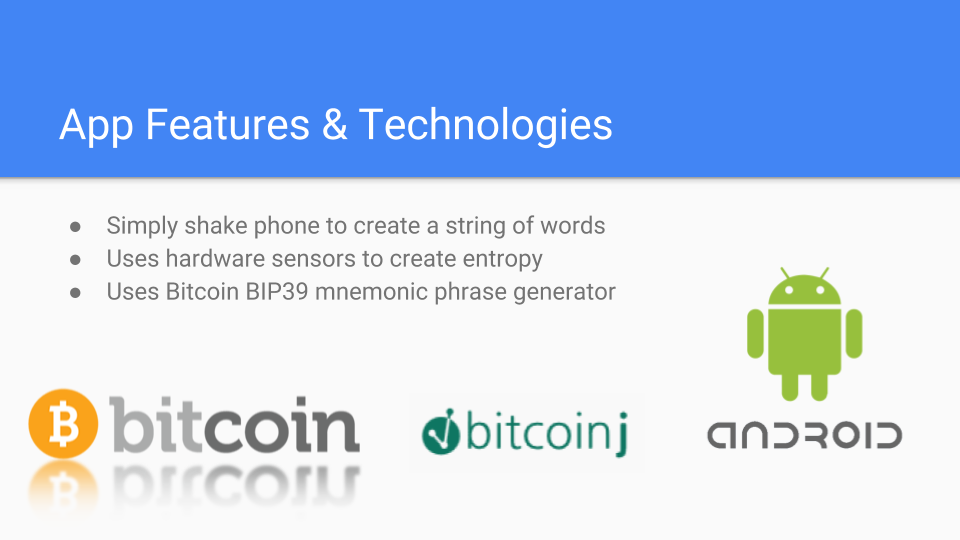 App Features & Technologies
● Simply shake phone to create a string of words
● Uses hardware sensors to create entropy
● Uses Bitcoin BIP39 mnemonic phrase generator
bitcoin
bitcoinj
ANDROID